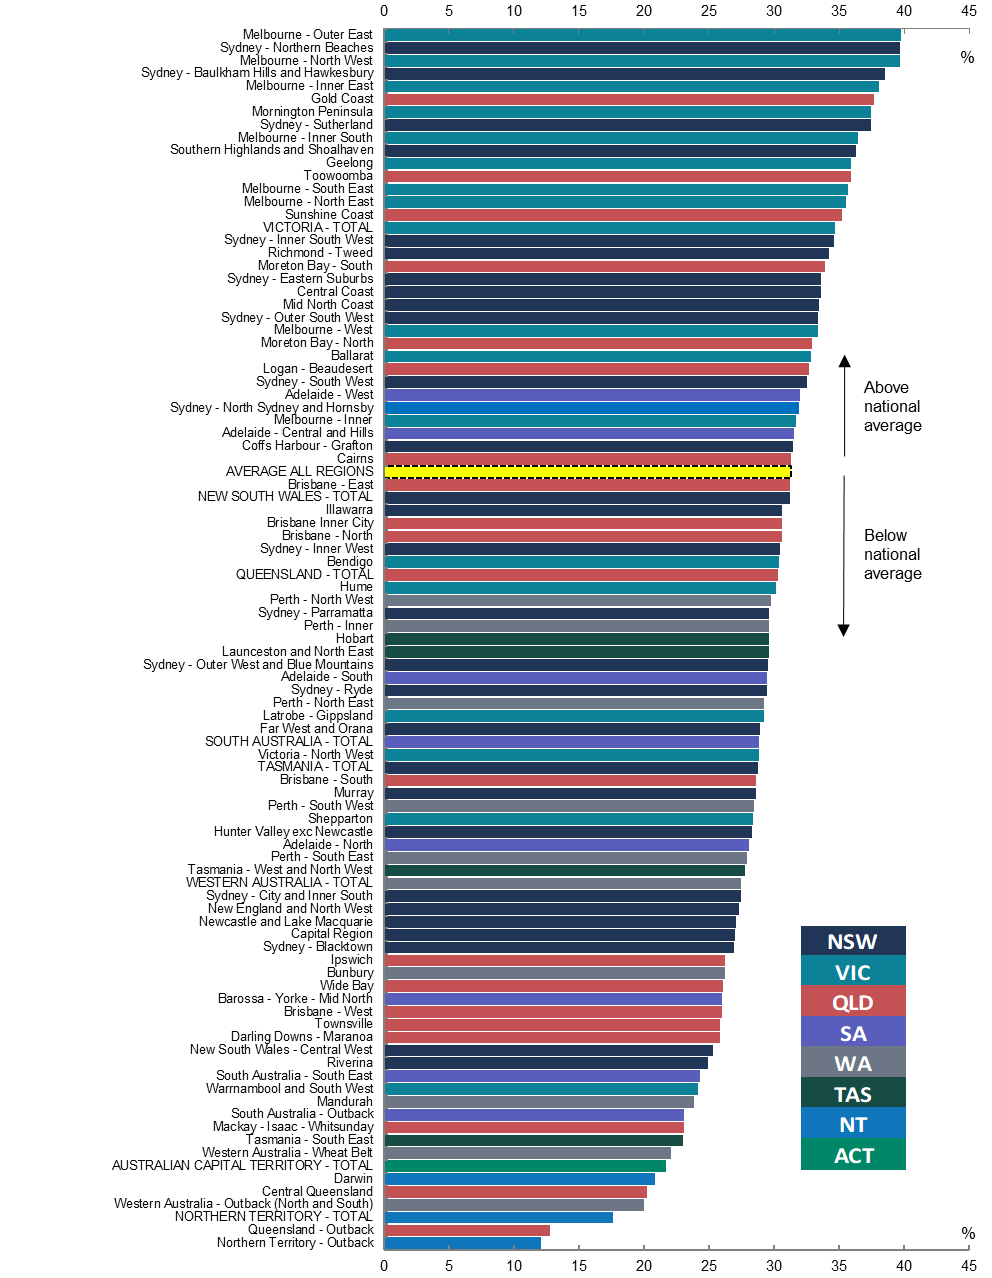 0 5 10 15 20 25 30 35 40 45
%
Melbourne - Outer East
Sydney - Northern Beaches
Melbourne - North West
Sydney - Baulkham Hills and Hawkesbury
Melbourne - Inner East
Gold Coast
Mornington Peninsula
Sydney - Sutherland
Melbourne - Inner South
Southern Highlands and Shoalhaven
Geelong
Toowoomba
Melbourne - South East
Melbourne - North East
Sunshine Coast
VICTORIA - TOTAL
Sydney - Inner South West
Richmond - Tweed
Moreton Bay - South
Sydney - Eastern Suburbs
Central Coast
Mid North Coast
Sydney - Outer South West
Melbourne - West
Moreton Bay - North
Ballarat
Logan - Beaudesert
Sydney - South West
Adelaide - West
Sydney - North Sydney and Hornsby
Melbourne - Inner
Adelaide - Central and Hills
Coffs Harbour - Grafton
Cairns
AVERAGE ALL REGIONS
Brisbane - East
NEW SOUTH WALES - TOTAL
Illawarra
Brisbane Inner City
Brisbane - North
Sydney - Inner West
Bendigo
QUEENSLAND - TOTAL
Hume
Perth - North West
Sydney - Parramatta
Perth - Inner
Hobart
Launceston and North East
Sydney - Outer West and Blue Mountains
Adelaide - South
Sydney - Ryde
Perth - North East
Latrobe - Gippsland
Far West and Orana
SOUTH AUSTRALIA - TOTAL
Victoria - North West
TASMANIA - TOTAL
Brisbane - South
Murray
Perth - South West
Shepparton
Hunter Valley exc Newcastle
Adelaide - North
Perth - South East
Tasmania - West and North West
WESTERN AUSTRALIA - TOTAL
Sydney - City and Inner South
New England and North West
Newcastle and Lake Macquarie
Capital Region
Sydney - Blacktown
Ipswich
Bunbury
Wide Bay
Barossa - Yorke - Mid North
Brisbane - West
Townsville
Darling Downs - Maranoa
New South Wales - Central West
Riverina
South Australia - South East
Warrnambool and South West
Mandurah
South Australia - Outback
Mackay - Isaac - Whitsunday
Tasmania - South East
Western Australia - Wheat Belt
AUSTRALIAN CAPITAL TERRITORY - TOTAL
Darwin
Central Queensland
Western Australia - Outback (North and South)
NORTHERN TERRITORY - TOTAL
Queensland - Outback
Northern Territory - Outback
Above
national
average
Below
national
average
NSW
VIC
QLD
SA
WA
TAS
NT
ACT
%
0 5 10 15 20 25 30 35 40 45